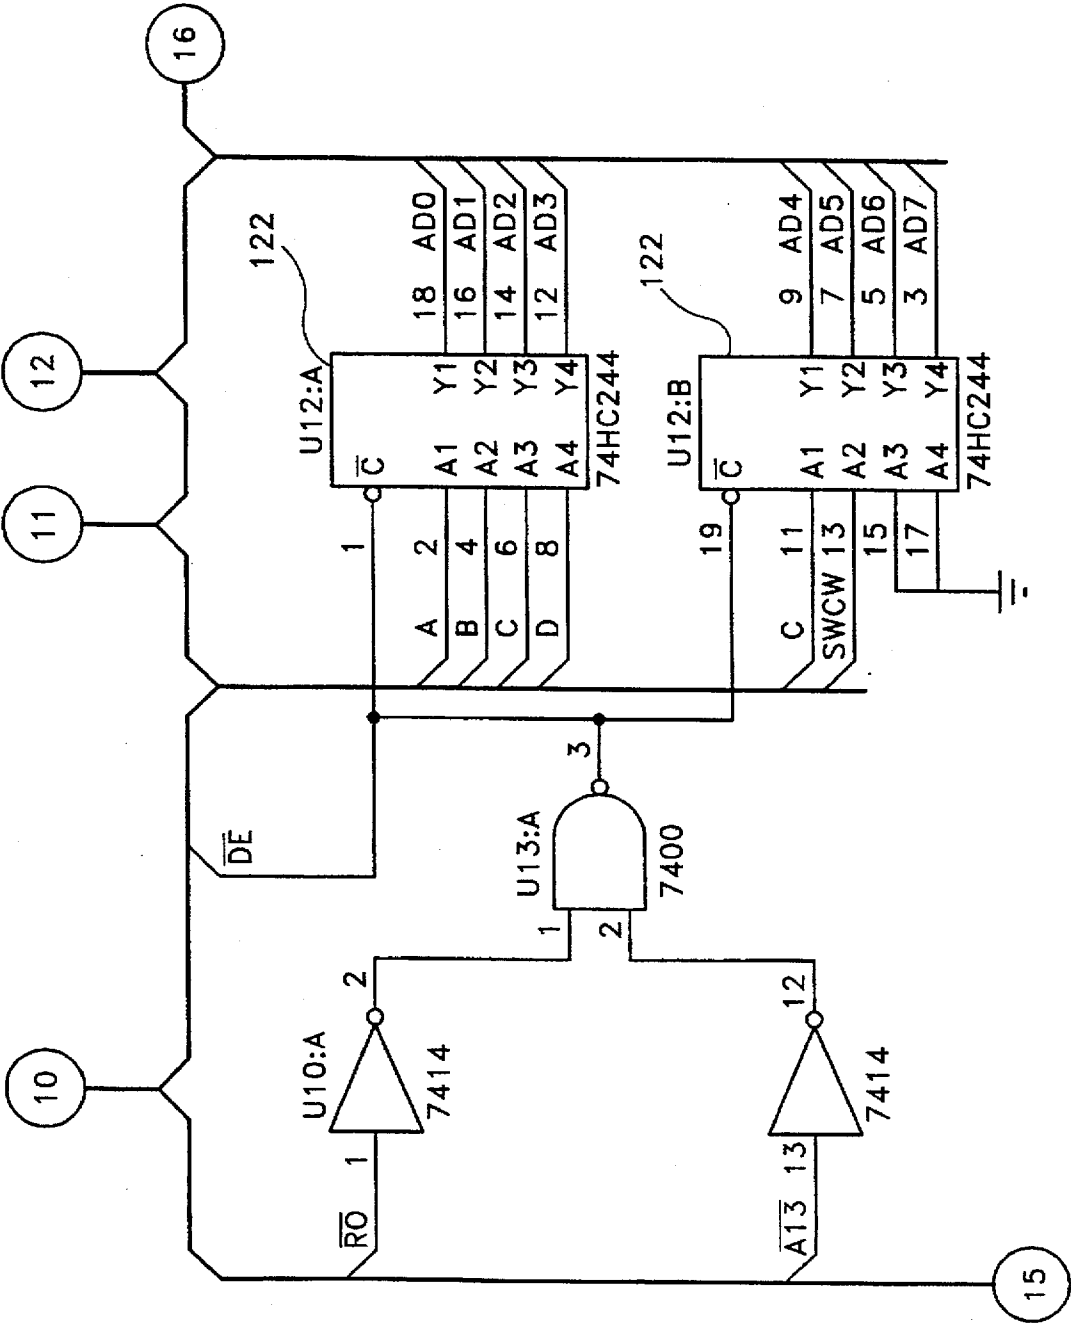 10
11
12
16
15
DE
RO
1
U10:A
2
7414
A13
13
12
7414
1
2
U13:A
3
7400
122
U12:A
C
1
A 2 A1 Y1 18 AD0
B 4 A2 Y2 16 AD1
C 6 A3 Y3 14 AD2
D 8 A4 Y4 12 AD3
74HC244
122
U12:B
C
19
C 11 A1 Y1 9 AD4
SWCW 13 A2 Y2 7 AD5
15 A3 Y3 5 AD6
17 A4 Y4 3 AD7
74HC244